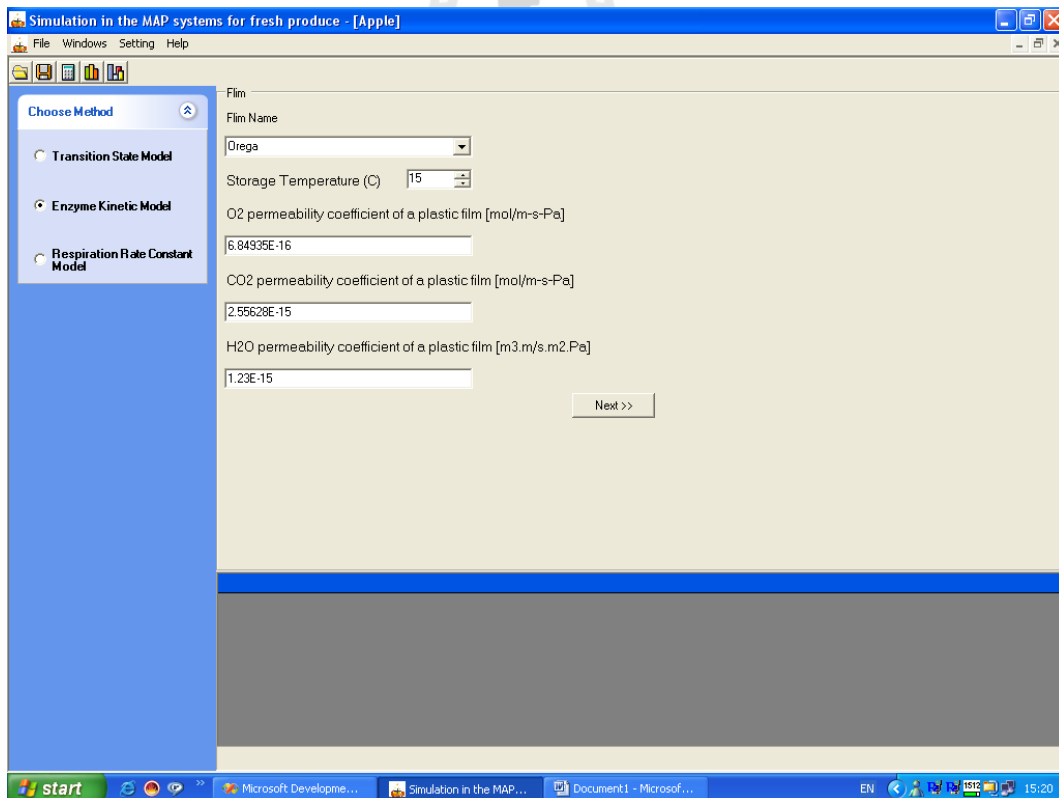 Simulation in the MAP systems for fresh produce - [Apple]
File Windows Setting Help
Choose Method
Transition State Model
Enzyme Kinetic Model
Respiration Rate Constant
Model
Flim
Flim Name
Orega
Storage Temperature (C) 15
O2 permeability coefficient of a plastic film [mol/m-s-Pa]
6.84935E-16
CO2 permeability coefficient of a plastic film [mol/m-s-Pa]
2.55628E-15
H2O permeability coefficient of a plastic film [m3.m/s.m2.Pa]
1.23E-15
Next >>
start Microsoft Developme... Simulation in the MAP... Document1 - Microsof... EN 1512 15:20